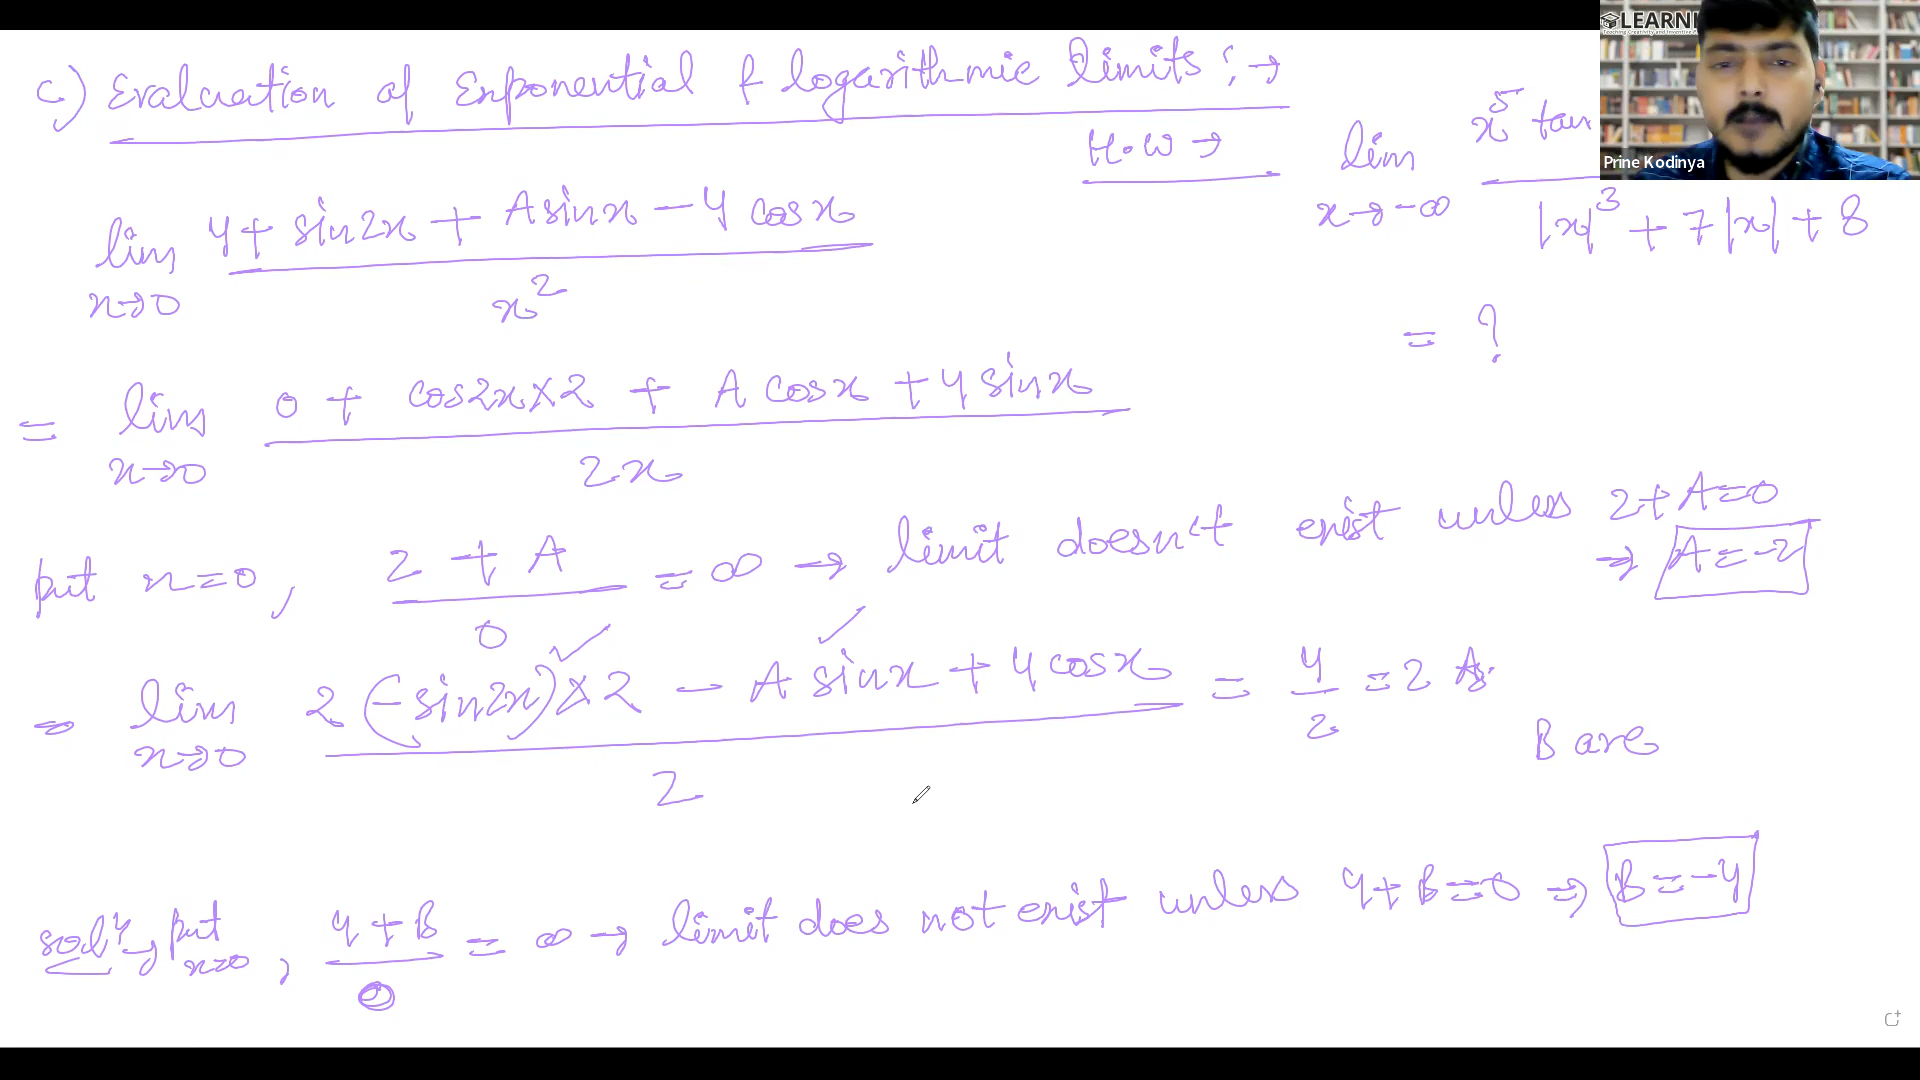 LEARNI
c) Evaluation of Exponential & logarithmic limits :→
H.W → lim x→-∞ x⁵ tan / |x|³ + 7|x| + 8
= ?
lim x→0 4 + sin2x + A sinx - 4 cosx / x²
= lim x→0 0 + cos2x×2 + A cosx + 4 sinx / 2x
put x=0, 2 + A / 0 = ∞ → limit doesn't exist unless 2+A=0
⇒ A=-2
= lim x→0 2(-sin2x)×2 - A sinx + 4 cosx / 2 = 4/2 = 2 As.
B are
solⁿ→ put x=0, 4+B / 0 = ∞ → limit does not exist unless 4+B=0 ⇒ B=-4
Prine Kodinya